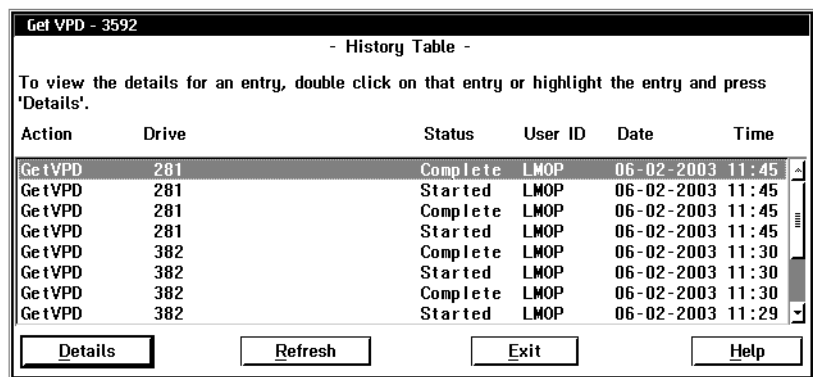 Get VPD - 3592
- History Table -
To view the details for an entry, double click on that entry or highlight the entry and press
'Details'.
Action Drive Status User ID Date Time
GetVPD 281 Complete LMOP 06-02-2003 11:45
GetVPD 281 Started LMOP 06-02-2003 11:45
GetVPD 281 Complete LMOP 06-02-2003 11:45
GetVPD 281 Started LMOP 06-02-2003 11:45
GetVPD 382 Complete LMOP 06-02-2003 11:30
GetVPD 382 Started LMOP 06-02-2003 11:30
GetVPD 382 Complete LMOP 06-02-2003 11:30
GetVPD 382 Started LMOP 06-02-2003 11:29
Details Refresh Exit Help